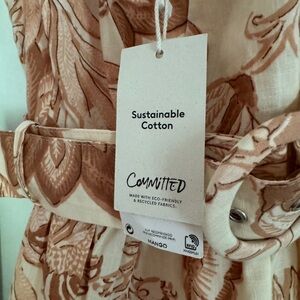 Sustainable
Cotton
COMMITTED
MADE WITH ECO-FRIENDLY
& RECYCLED FABRICS.
MANGO